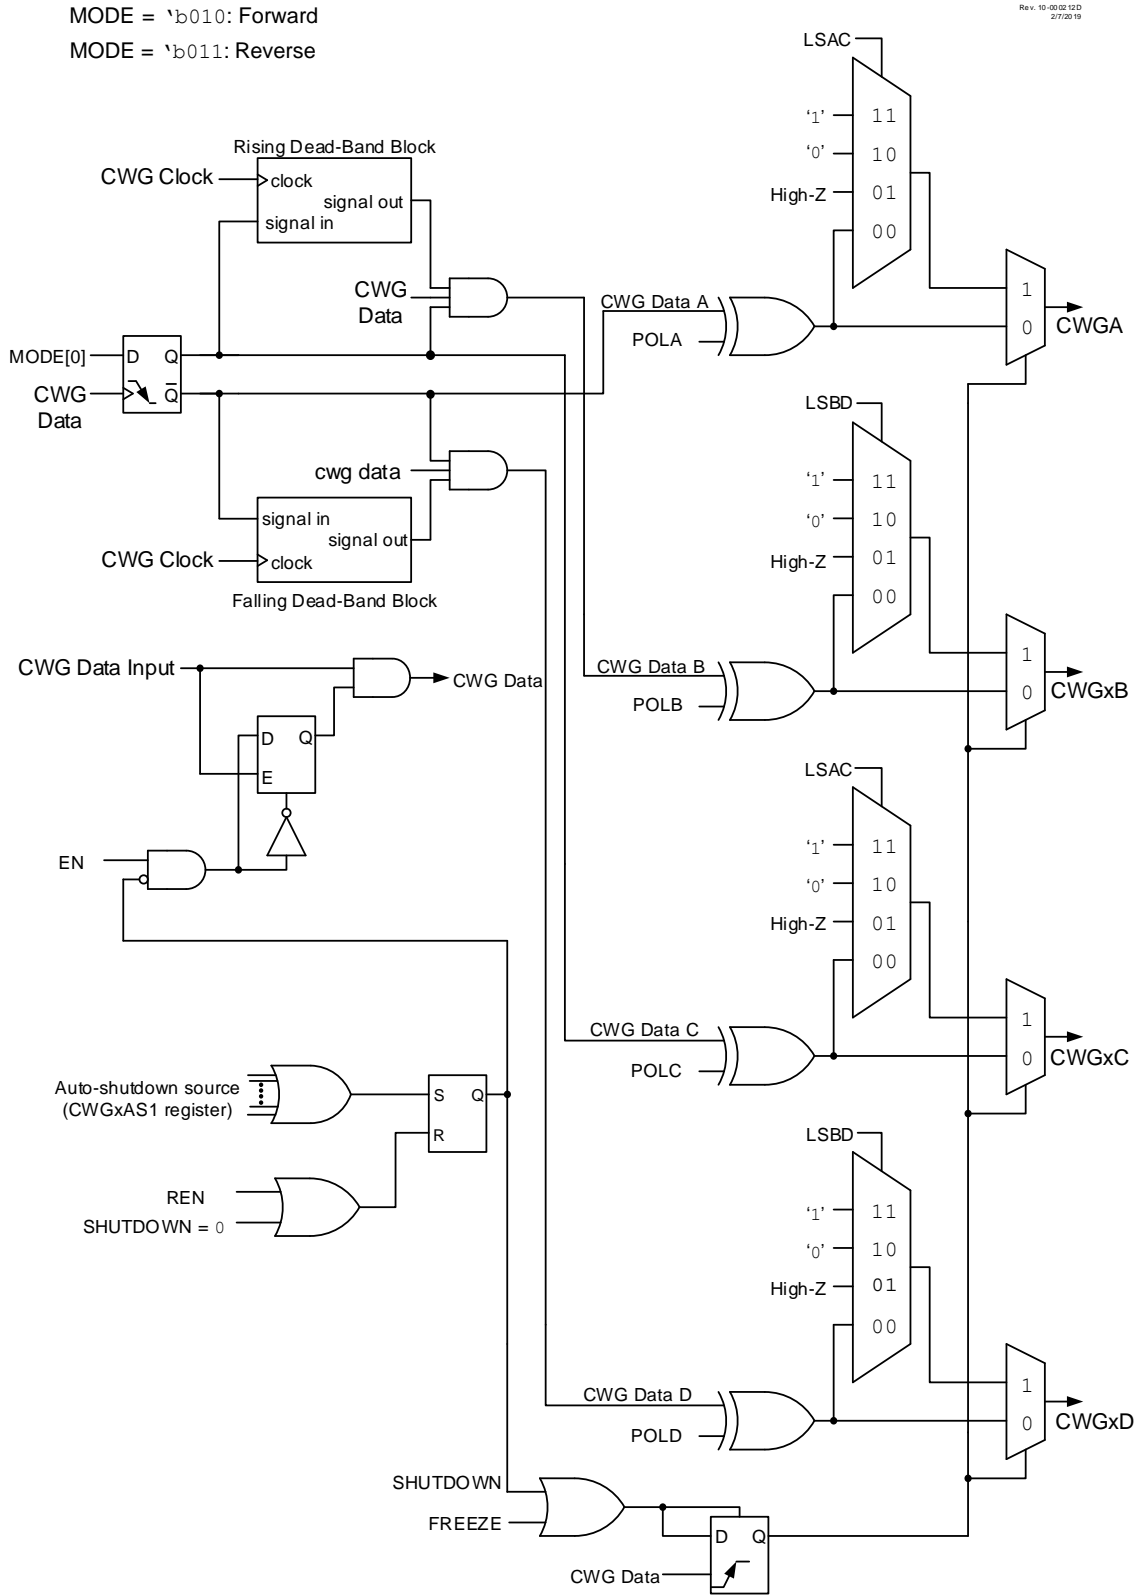 MODE = 'b010: Forward
MODE = 'b011: Reverse
Rev. 10-000212D
2/7/2019
Rising Dead-Band Block
CWG Clock
clock
signal out
signal in
CWG
Data
MODE[0]
D
Q
CWG
Data
Q
cwg data
signal in
signal out
CWG Clock
clock
Falling Dead-Band Block
CWG Data Input
CWG Data
D
Q
E
EN
Auto-shutdown source
(CWGxAS1 register)
S
Q
R
REN
SHUTDOWN = 0
SHUTDOWN
FREEZE
D
Q
CWG Data
LSAC
'1'
11
'0'
10
High-Z
01
00
CWG Data A
POLA
1
0
CWGA
LSBD
'1'
11
'0'
10
High-Z
01
00
CWG Data B
POLB
1
0
CWGxB
LSAC
'1'
11
'0'
10
High-Z
01
00
CWG Data C
POLC
1
0
CWGxC
LSBD
'1'
11
'0'
10
High-Z
01
00
CWG Data D
POLD
1
0
CWGxD